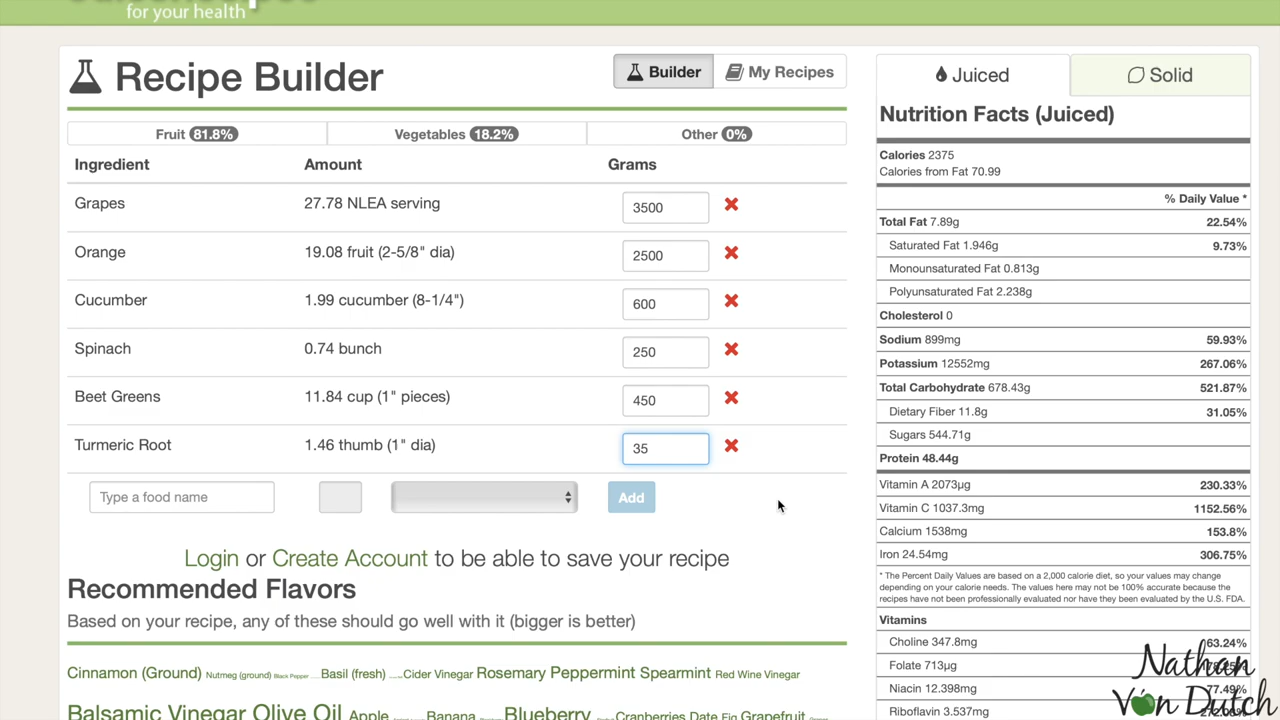 for your health
Recipe Builder
Builder
My Recipes
Fruit 81.8%
Vegetables 18.2%
Other 0%
Ingredient Amount Grams
Grapes 27.78 NLEA serving 3500
Orange 19.08 fruit (2-5/8" dia) 2500
Cucumber 1.99 cucumber (8-1/4") 600
Spinach 0.74 bunch 250
Beet Greens 11.84 cup (1" pieces) 450
Turmeric Root 1.46 thumb (1" dia) 35
Type a food name
Add
Login or Create Account to be able to save your recipe
Recommended Flavors
Based on your recipe, any of these should go well with it (bigger is better)
Cinnamon (Ground) Nutmeg (ground) Black Pepper Basil (fresh) Cider Vinegar Rosemary Peppermint Spearmint Red Wine Vinegar
Balsamic Vinegar Olive Oil Apple Banana Blueberry Cranberries Date Fig Grapefruit
Juiced
Solid
Nutrition Facts (Juiced)
Calories 2375
Calories from Fat 70.99
% Daily Value *
Total Fat 7.89g 22.54%
Saturated Fat 1.946g 9.73%
Monounsaturated Fat 0.813g
Polyunsaturated Fat 2.238g
Cholesterol 0
Sodium 899mg 59.93%
Potassium 12552mg 267.06%
Total Carbohydrate 678.43g 521.87%
Dietary Fiber 11.8g 31.05%
Sugars 544.71g
Protein 48.44g
Vitamin A 2073µg 230.33%
Vitamin C 1037.3mg 1152.56%
Calcium 1538mg 153.8%
Iron 24.54mg 306.75%
* The Percent Daily Values are based on a 2,000 calorie diet, so your values may change
depending on your calorie needs. The values here may not be 100% accurate because the
recipes have not been professionally evaluated nor have they been evaluated by the U.S. FDA.
Vitamins
Choline 347.8mg 63.24%
Folate 713µg
Niacin 12.398mg 77.49%
Riboflavin 3.537mg
Nathan
Von Dutch